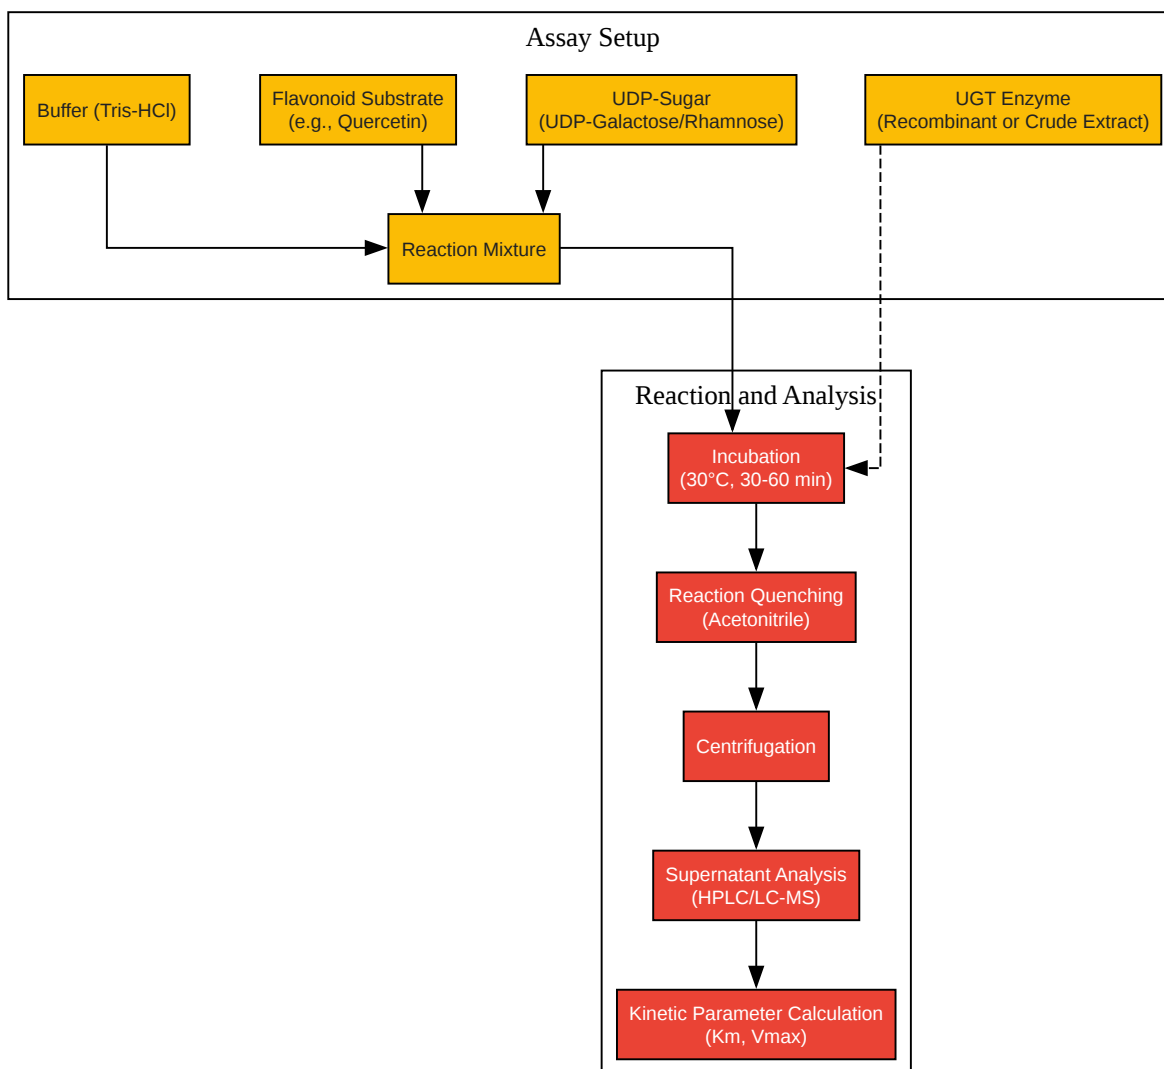 Assay Setup
Buffer (Tris-HCl)
Flavonoid Substrate
(e.g., Quercetin)
UDP-Sugar
(UDP-Galactose/Rhamnose)
UGT Enzyme
(Recombinant or Crude Extract)
Reaction Mixture
Reaction and Analysis
Incubation
(30°C, 30-60 min)
Reaction Quenching
(Acetonitrile)
Centrifugation
Supernatant Analysis
(HPLC/LC-MS)
Kinetic Parameter Calculation
(Km, Vmax)